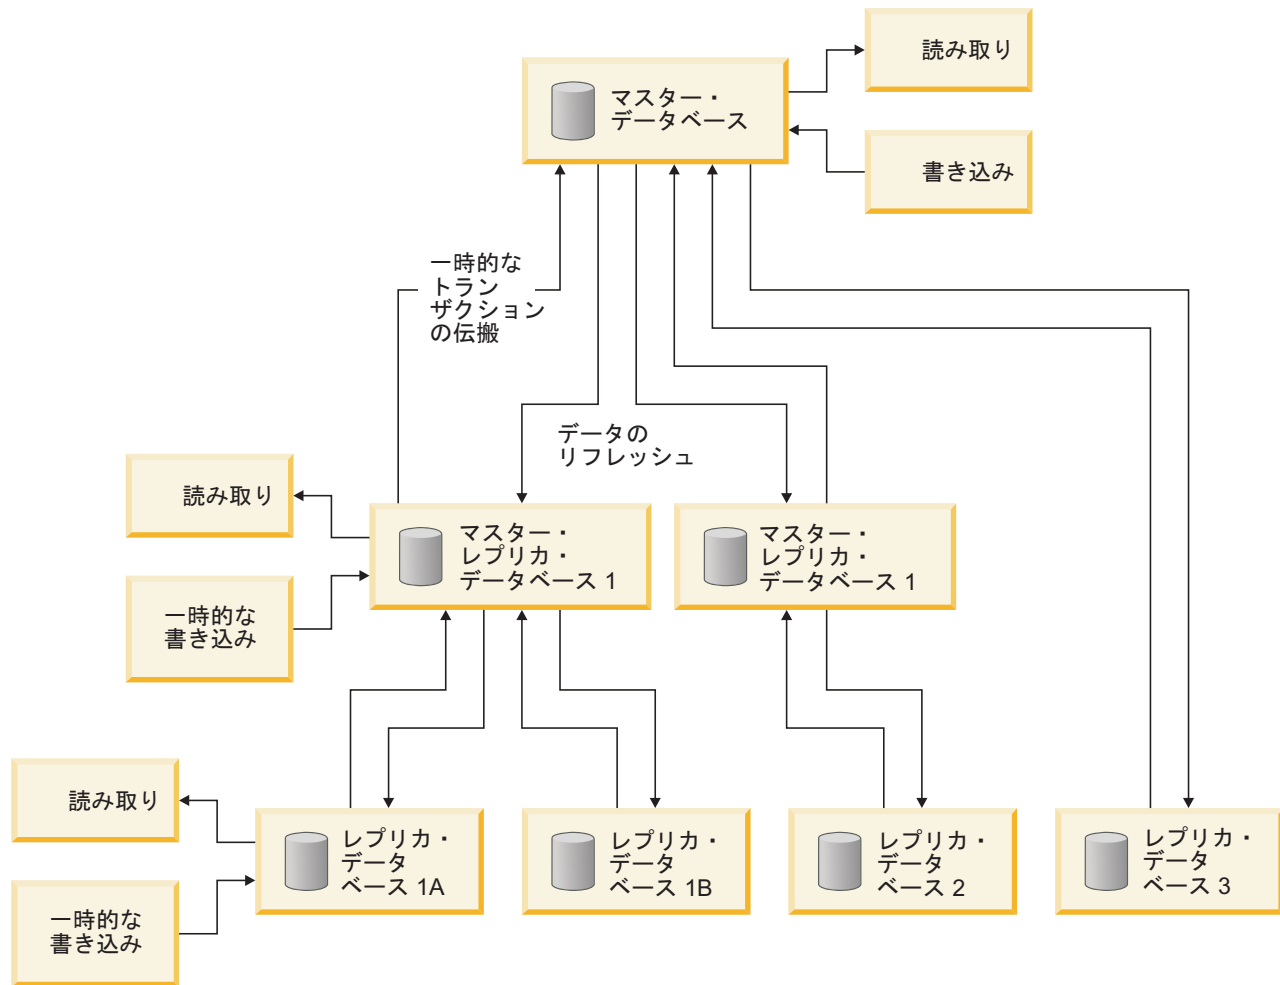 読み取り
マスター・
データベース
書き込み
一時的な
トラン
ザクション
の伝搬
データの
リフレッシュ
読み取り
マスター・
レプリカ・
データベース 1
マスター・
レプリカ・
データベース 1
一時的な
書き込み
読み取り
レプリカ・
データ
ベース 1A
レプリカ・
データ
ベース 1B
レプリカ・
データ
ベース 2
レプリカ・
データ
ベース 3
一時的な
書き込み